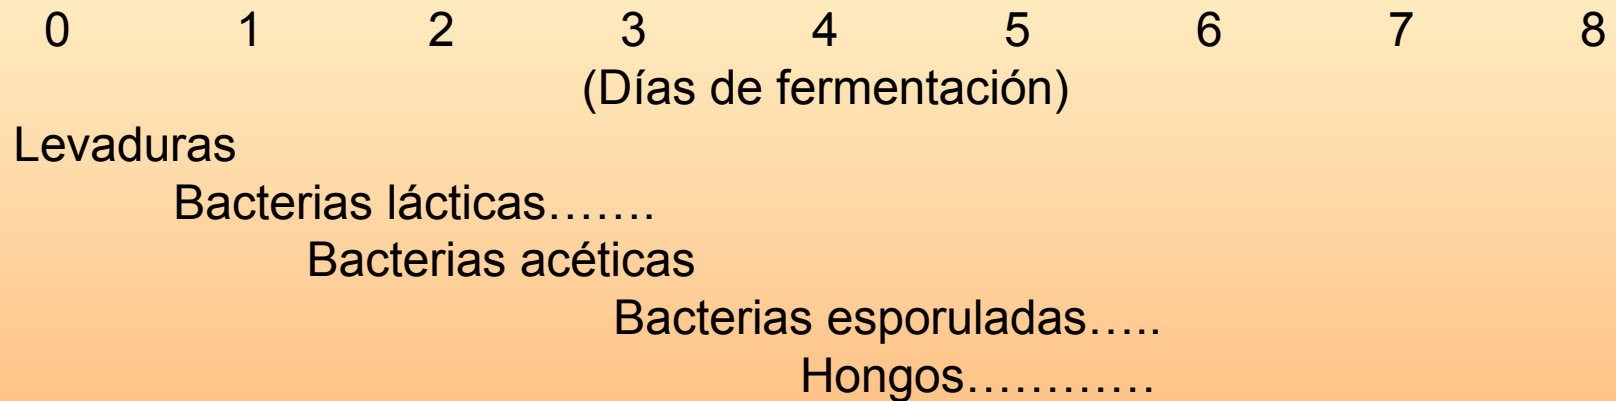 0 1 2 3 4 5 6 7 8
(Días de fermentación)
Levaduras
Bacterias lácticas…….
Bacterias acéticas
Bacterias esporuladas…..
Hongos…………